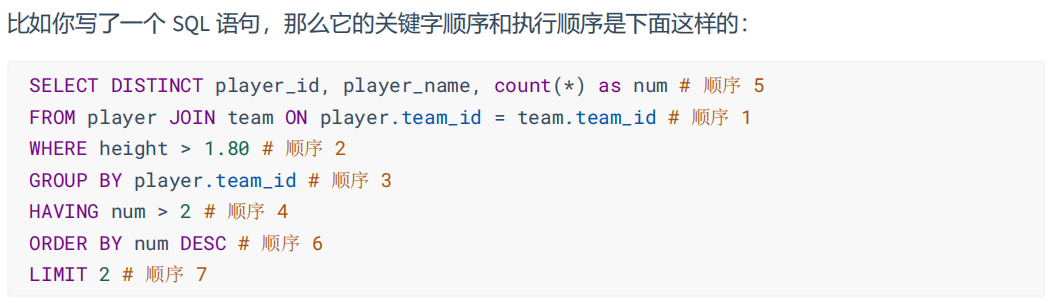 比如你写了一个 SQL 语句，那么它的关键字顺序和执行顺序是下面这样的：
SELECT DISTINCT player_id, player_name, count(*) as num # 顺序 5
FROM player JOIN team ON player.team_id = team.team_id # 顺序 1
WHERE height > 1.80 # 顺序 2
GROUP BY player.team_id # 顺序 3
HAVING num > 2 # 顺序 4
ORDER BY num DESC # 顺序 6
LIMIT 2 # 顺序 7